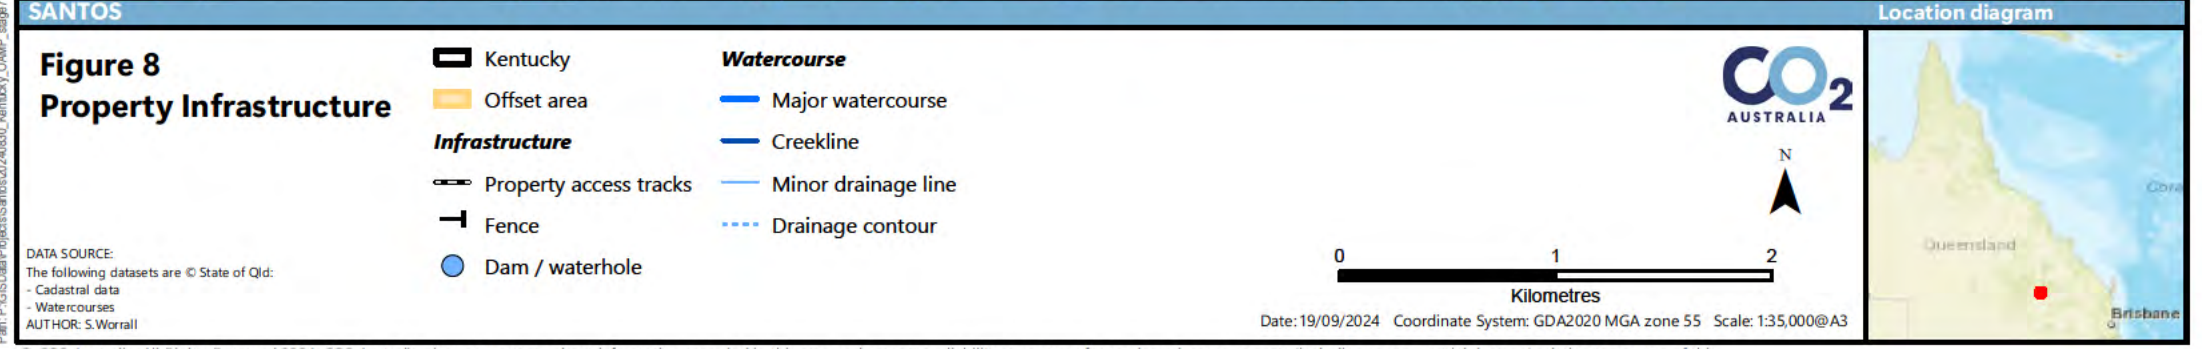 SANTOS
Location diagram
Figure 8
Property Infrastructure
Kentucky
Offset area
Infrastructure
Property access tracks
Fence
Dam / waterhole
Watercourse
Major watercourse
Creekline
Minor drainage line
Drainage contour
DATA SOURCE:
The following datasets are © State of Qld:
- Cadastral data
- Watercourses
AUTHOR: S.Worrall
CO2
AUSTRALIA
N
0 1 2
Kilometres
Date:19/09/2024 Coordinate System: GDA2020 MGA zone 55 Scale: 1:35,000@A3
Queensland
Brisbane